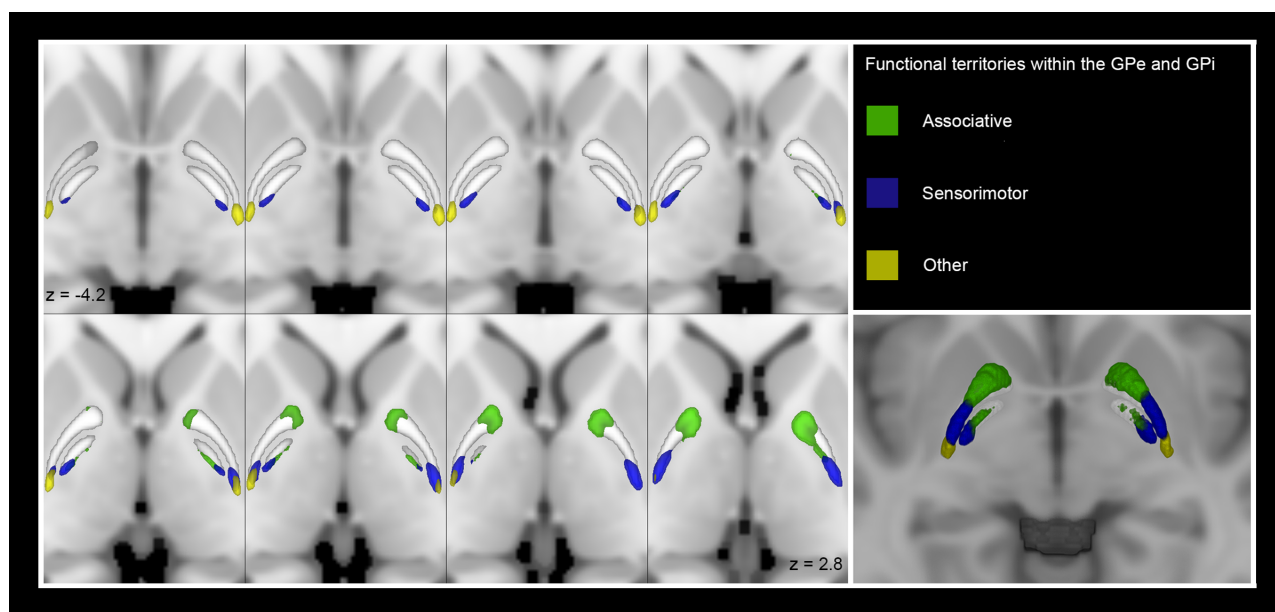 Functional territories within the GPe and GPi
Associative
Sensorimotor
Other
z = -4.2
z = 2.8